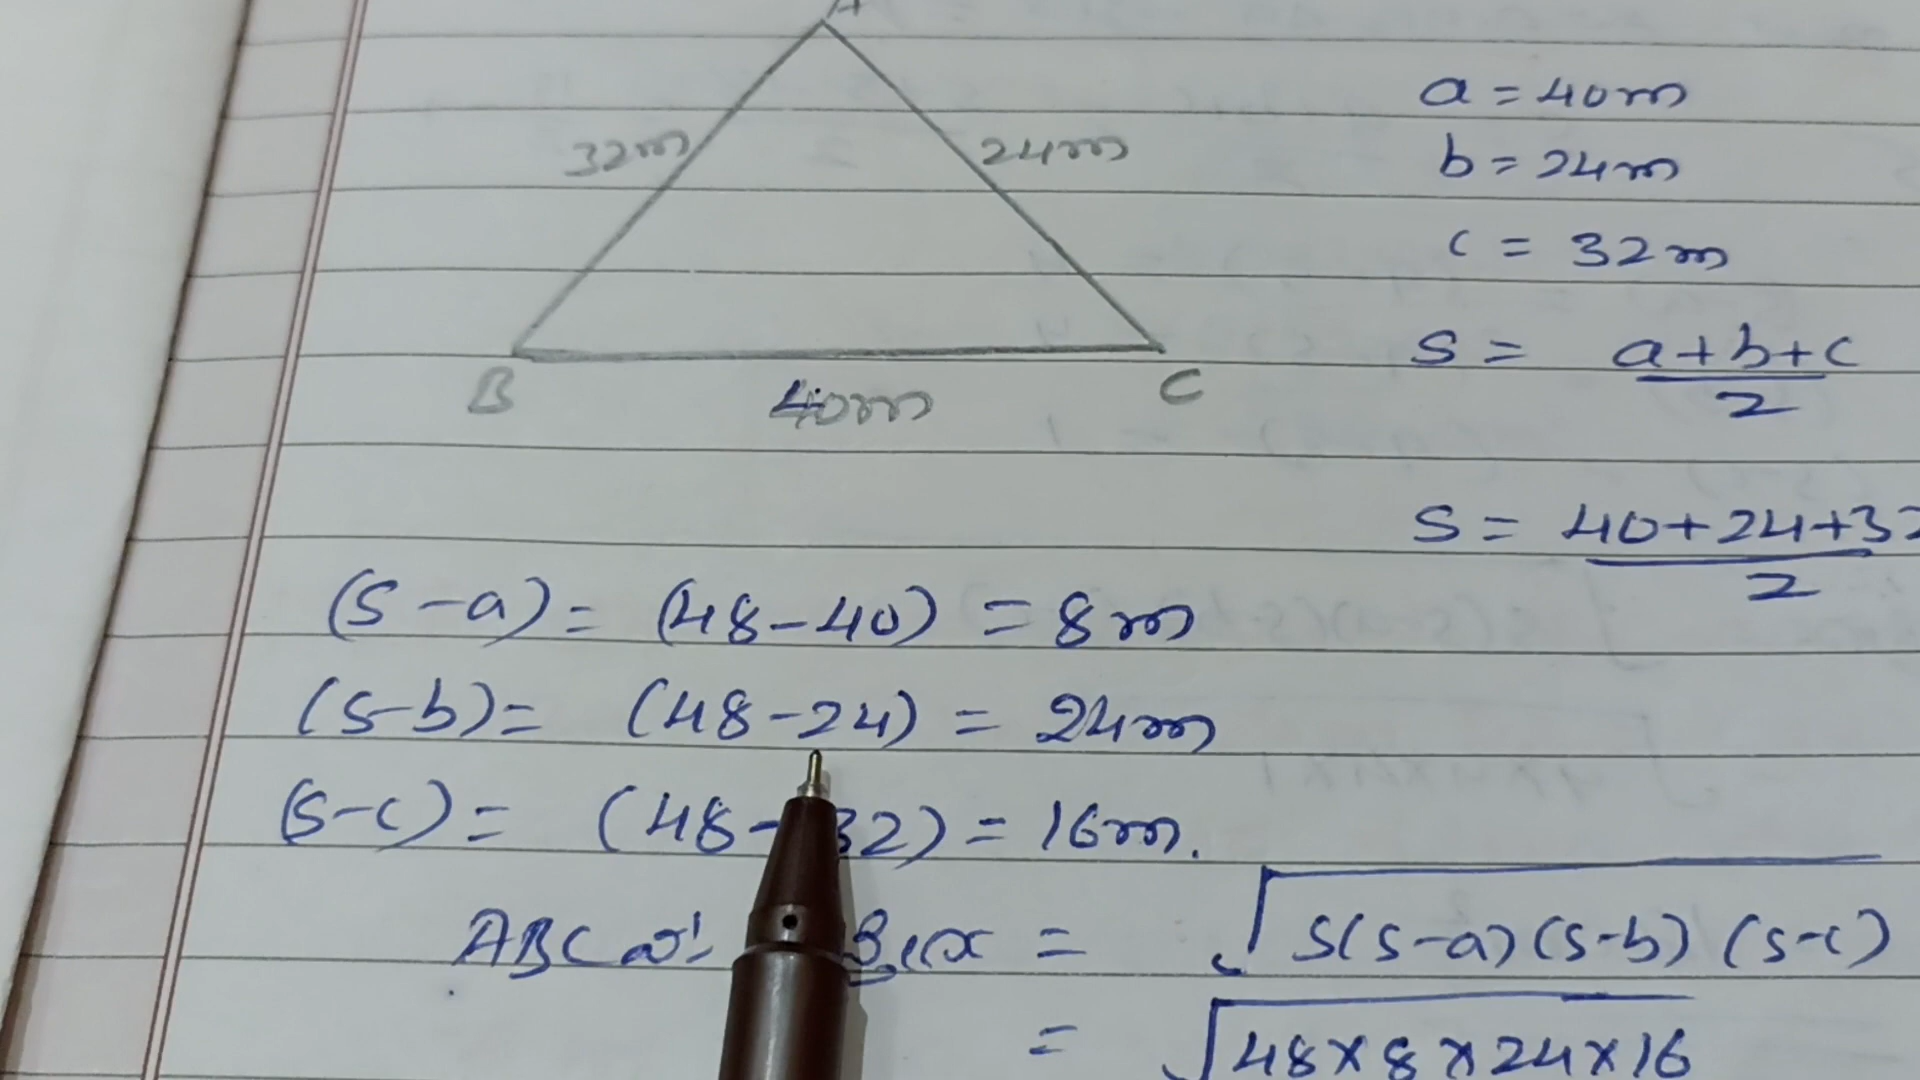 A
32m
24m
B
40m
C
a = 40m
b = 24m
c = 32m
S = a+b+c
2
S = 40+24+32
2
(S-a) = (48-40) = 8m
(S-b) = (48-24) = 24m
(S-c) = (48-32) = 16m.
ABC = √S(S-a)(S-b)(S-c)
= √48×8×24×16